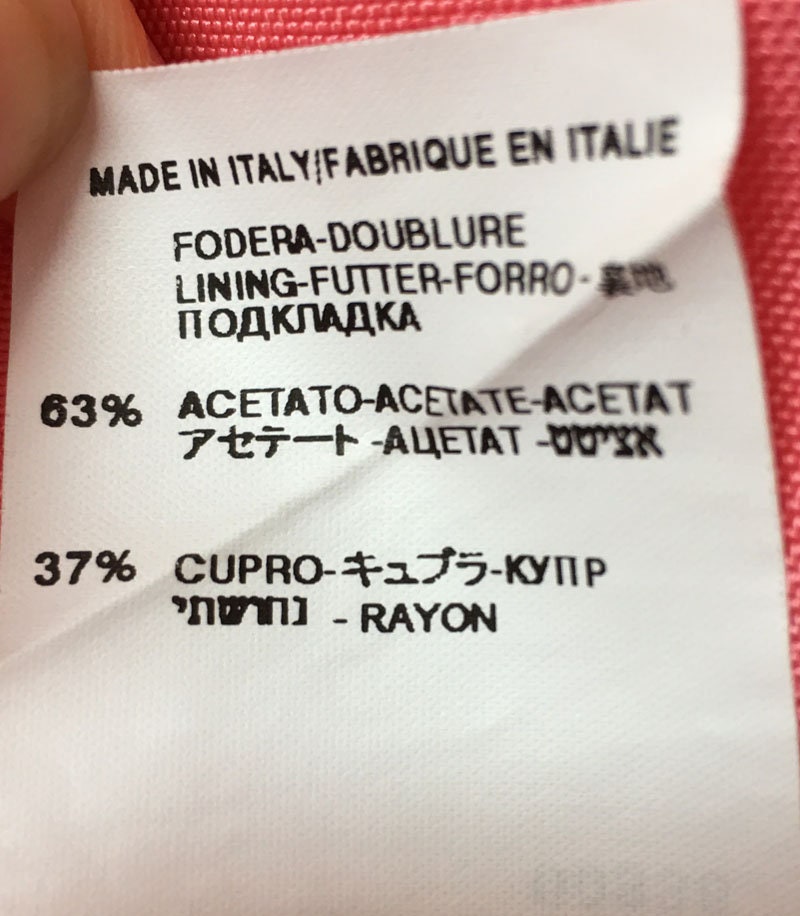 MADE IN ITALY/FABRIQUE EN ITALIE
FODERA-DOUBLURE
LINING-FUTTER-FORRO-裏地
ПОДКЛАДКА
63% ACETATO-ACETATE-ACETAT
アセテート-АЦЕТАТ-
37% CUPRO-キュプラ-КУПР
נחושתי - RAYON